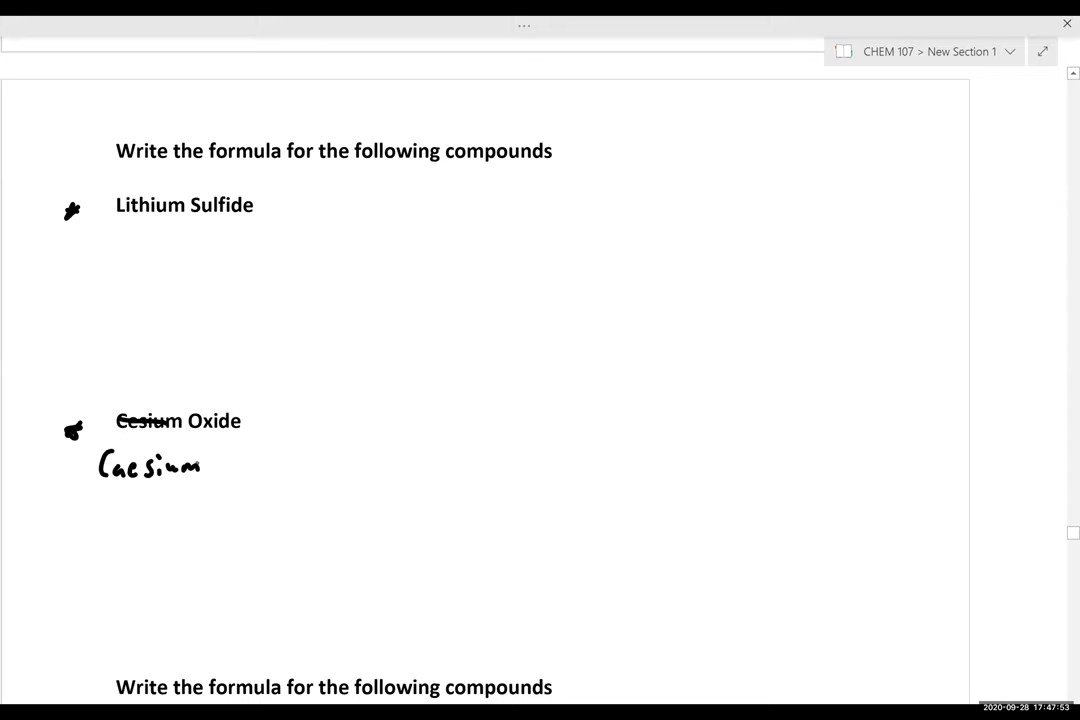 CHEM 107 > New Section 1
Write the formula for the following compounds
Lithium Sulfide
Cesium Oxide
Caesium
Write the formula for the following compounds
2020-09-28 17:47:53